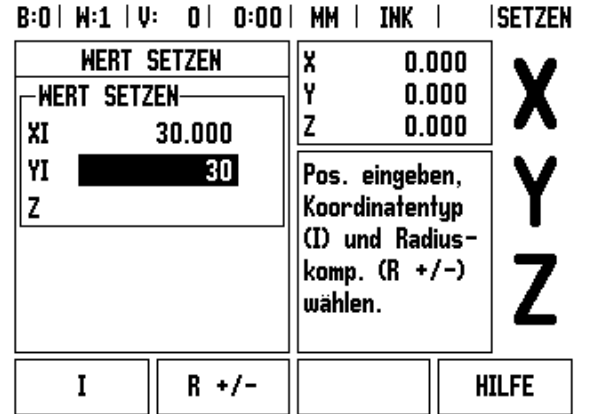 B:0 | W:1 | V: 0 | 0:00 | MM | INK | | SETZEN
WERT SETZEN
WERT SETZEN
XI 30.000
YI 30
Z
X 0.000
Y 0.000
Z 0.000
Pos. eingeben,
Koordinatentyp
(I) und Radius-
komp. (R +/-)
wählen.
X
Y
Z
I
R +/-
HILFE